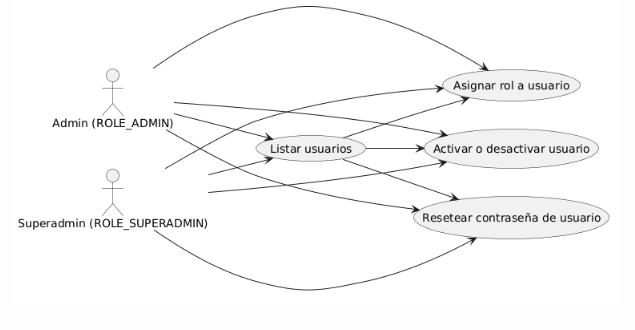 Asignar rol a usuario
Admin (ROLE_ADMIN)
Listar usuarios
Activar o desactivar usuario
Superadmin (ROLE_SUPERADMIN)
Resetear contraseña de usuario